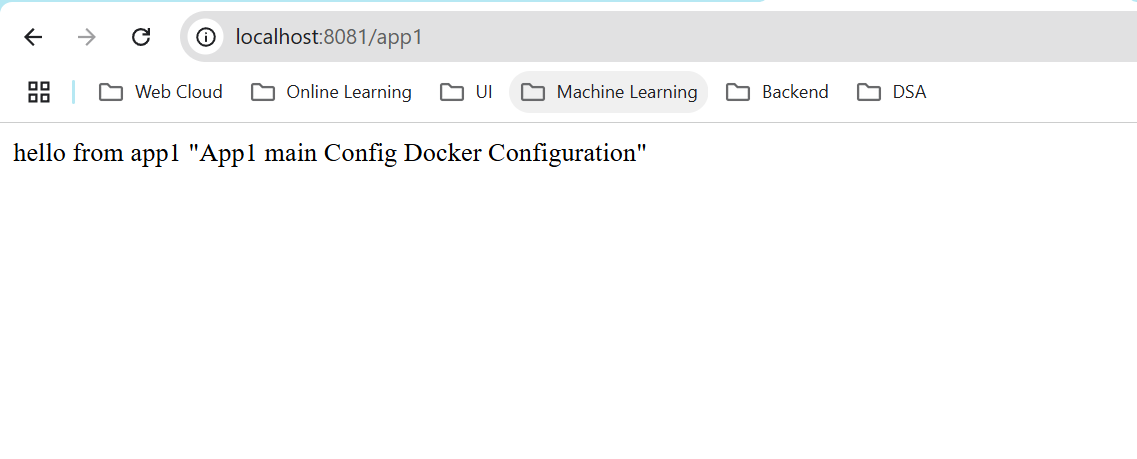 localhost:8081/app1
Web Cloud Online Learning UI Machine Learning Backend DSA
hello from app1 "App1 main Config Docker Configuration"